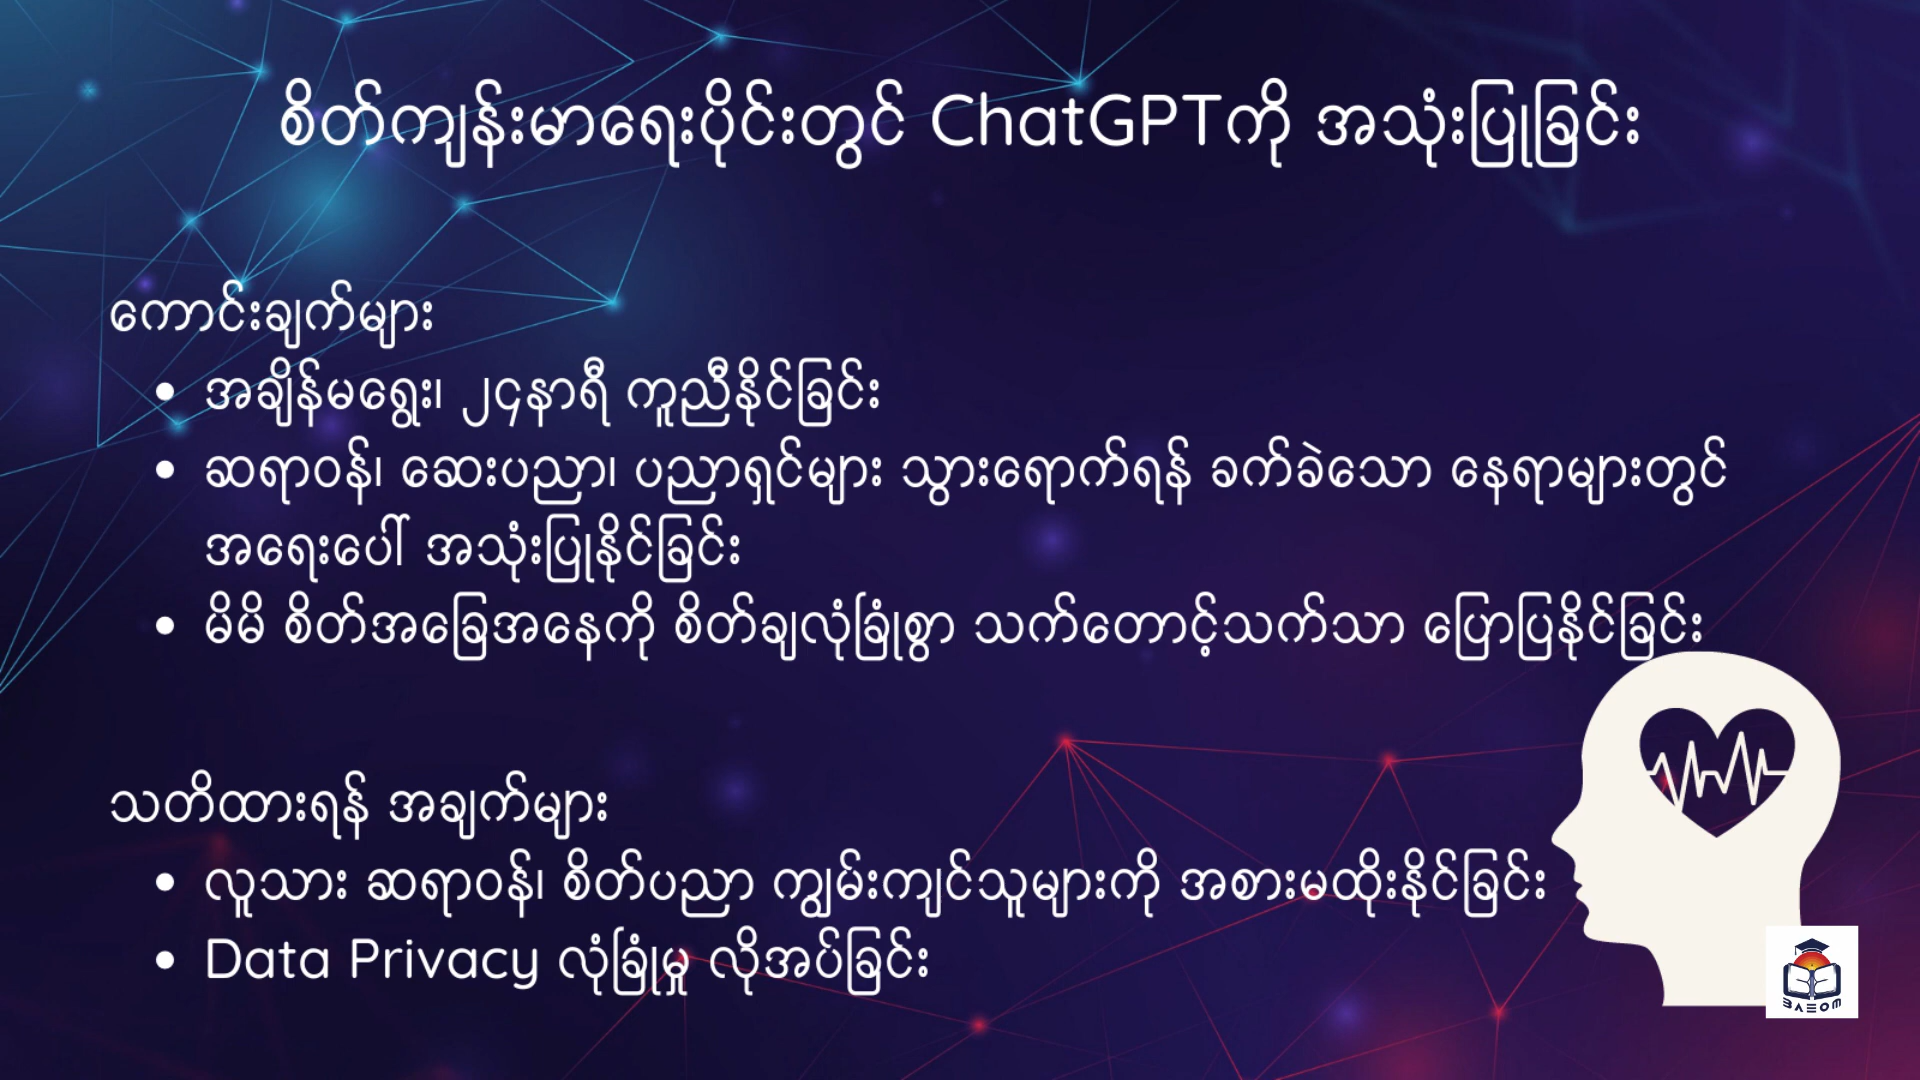 စိတ်ကျန်းမာရေးပိုင်းတွင် ChatGPTကို အသုံးပြုခြင်း
ကောင်းချက်များ
• အချိန်မရွေး၊ ၂၄နာရီ ကူညီနိုင်ခြင်း
• ဆရာဝန်၊ ဆေးပညာ၊ ပညာရှင်များ သွားရောက်ရန် ခက်ခဲသော နေရာများတွင်
အရေးပေါ် အသုံးပြုနိုင်ခြင်း
• မိမိ စိတ်အခြေအနေကို စိတ်ချလုံခြုံစွာ သက်တောင့်သက်သာ ပြောပြနိုင်ခြင်း
သတိထားရန် အချက်များ
• လူသား ဆရာဝန်၊ စိတ်ပညာ ကျွမ်းကျင်သူများကို အစားမထိုးနိုင်ခြင်း
• Data Privacy လုံခြုံမှု လိုအပ်ခြင်း
BAEOM